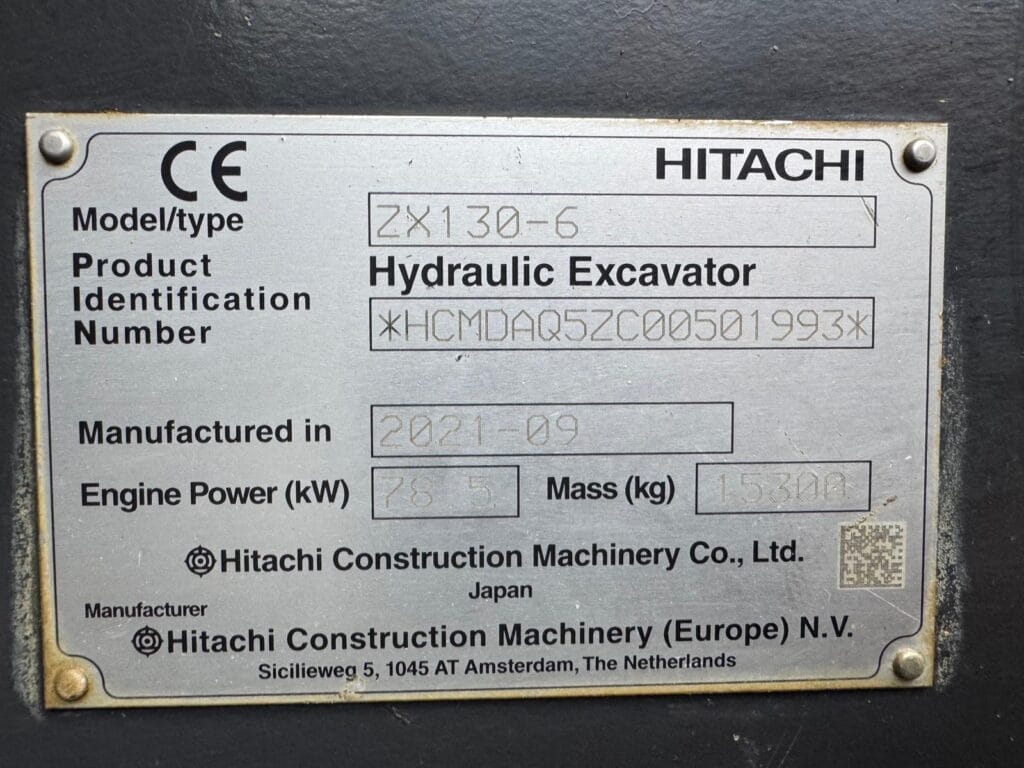 CE HITACHI
Model/type ZX130-6
Product Identification Number Hydraulic Excavator
*HCMDAQ5ZC00501993*
Manufactured in 2021-09
Engine Power (kW) 78.5 Mass (kg) 15300
Hitachi Construction Machinery Co., Ltd.
Japan
Manufacturer
Hitachi Construction Machinery (Europe) N.V.
Sicilieweg 5, 1045 AT Amsterdam, The Netherlands